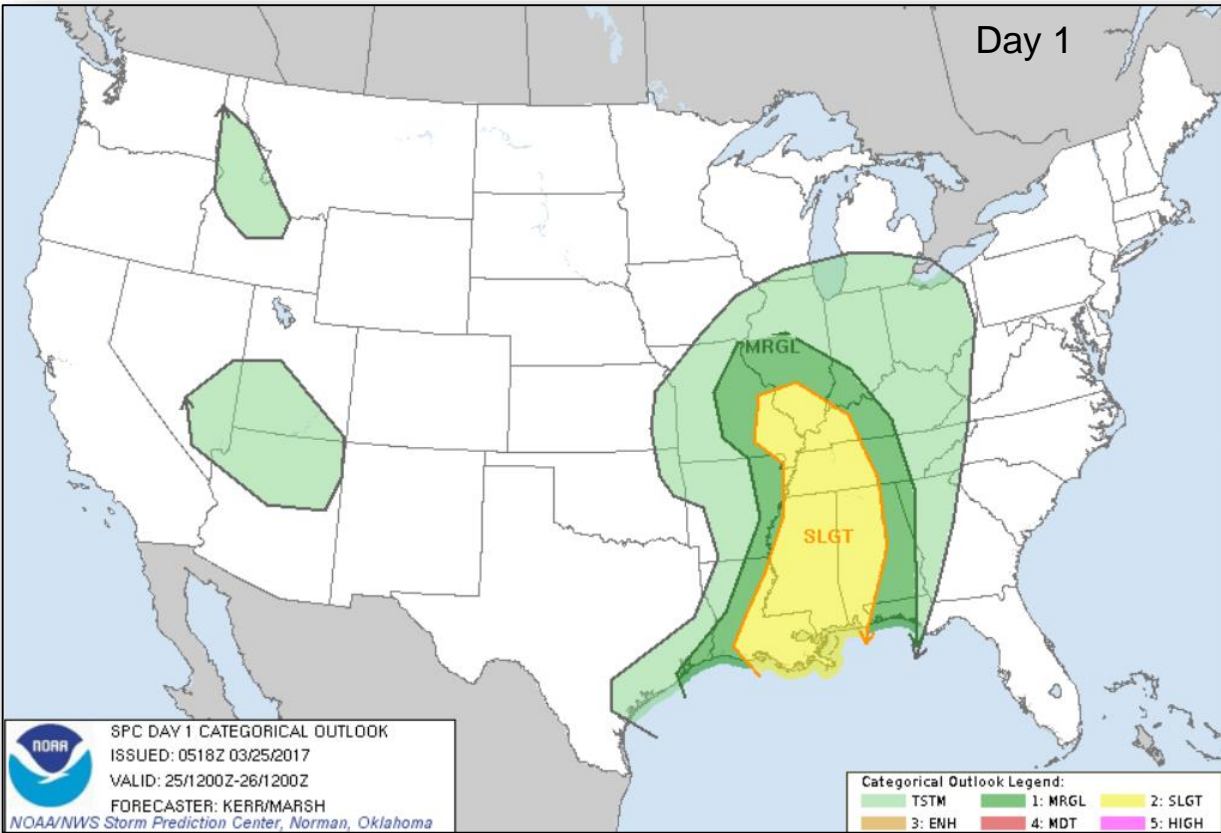 Day 1
MRGL
SLGT
NOAA
SPC DAY 1 CATEGORICAL OUTLOOK
ISSUED: 0518Z 03/25/2017
VALID: 25/1200Z-26/1200Z
FORECASTER: KERR/MARSH
NOAA/NWS Storm Prediction Center, Norman, Oklahoma
Categorical Outlook Legend:
TSTM 1: MRGL 2: SLGT
3: ENH 4: MDT 5: HIGH